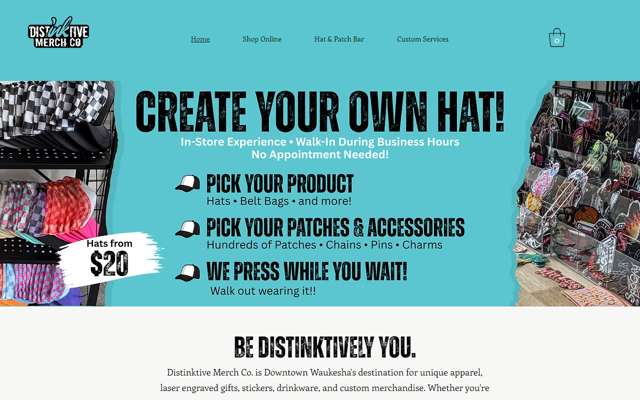 DISTINKTIVE
MERCH CO
Home
Shop Online
Hat & Patch Bar
Custom Services
0
CREATE YOUR OWN HAT!
In-Store Experience • Walk-In During Business Hours
No Appointment Needed!
PICK YOUR PRODUCT
Hats • Belt Bags • and more!
PICK YOUR PATCHES & ACCESSORIES
Hundreds of Patches • Chains • Pins • Charms
Hats from
$20
WE PRESS WHILE YOU WAIT!
Walk out wearing it!!
BE DISTINKTIVELY YOU.
Distinktive Merch Co. is Downtown Waukesha's destination for unique apparel,
laser engraved gifts, stickers, drinkware, and custom merchandise. Whether you're